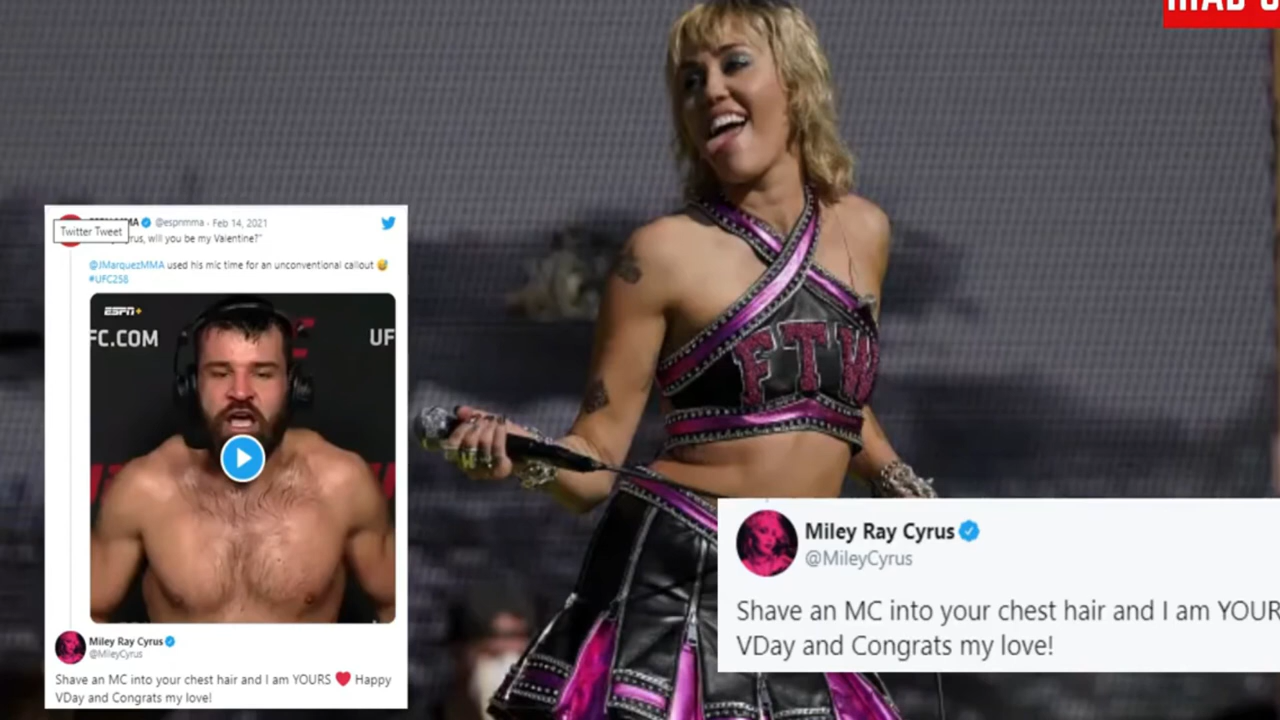 @espnmma · Feb 14, 2021
Twitter Tweet
will you be my Valentine?"
@JMarquezMMA used his mic time for an unconventional callout 😅
#UFC258
ESPN+
FC.COM
UF
Miley Ray Cyrus
@MileyCyrus
Shave an MC into your chest hair and I am YOURS ❤️ Happy
VDay and Congrats my love!
FTW
Miley Ray Cyrus
@MileyCyrus
Shave an MC into your chest hair and I am YOUR
VDay and Congrats my love!